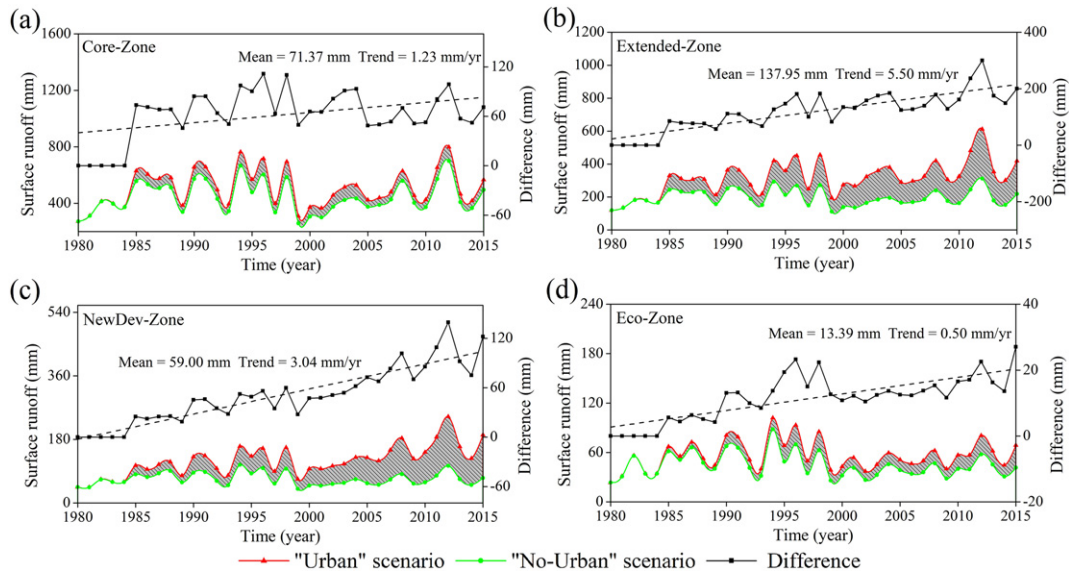 (a)
Core-Zone
Mean = 71.37 mm Trend = 1.23 mm/yr
Surface runoff (mm)
1600
1200
800
400
120
60
0
-60
Difference (mm)
1980 1985 1990 1995 2000 2005 2010 2015
Time (year)
(b)
Extended-Zone
Mean = 137.95 mm Trend = 5.50 mm/yr
Surface runoff (mm)
1200
1000
800
600
400
200
0
400
200
0
-200
Difference (mm)
1980 1985 1990 1995 2000 2005 2010 2015
Time (year)
(c)
NewDev-Zone
Mean = 59.00 mm Trend = 3.04 mm/yr
Surface runoff (mm)
540
360
180
0
120
60
0
-60
Difference (mm)
1980 1985 1990 1995 2000 2005 2010 2015
Time (year)
(d)
Eco-Zone
Mean = 13.39 mm Trend = 0.50 mm/yr
Surface runoff (mm)
240
180
120
60
0
40
20
0
-20
Difference (mm)
1980 1985 1990 1995 2000 2005 2010 2015
Time (year)
"Urban" scenario "No-Urban" scenario Difference